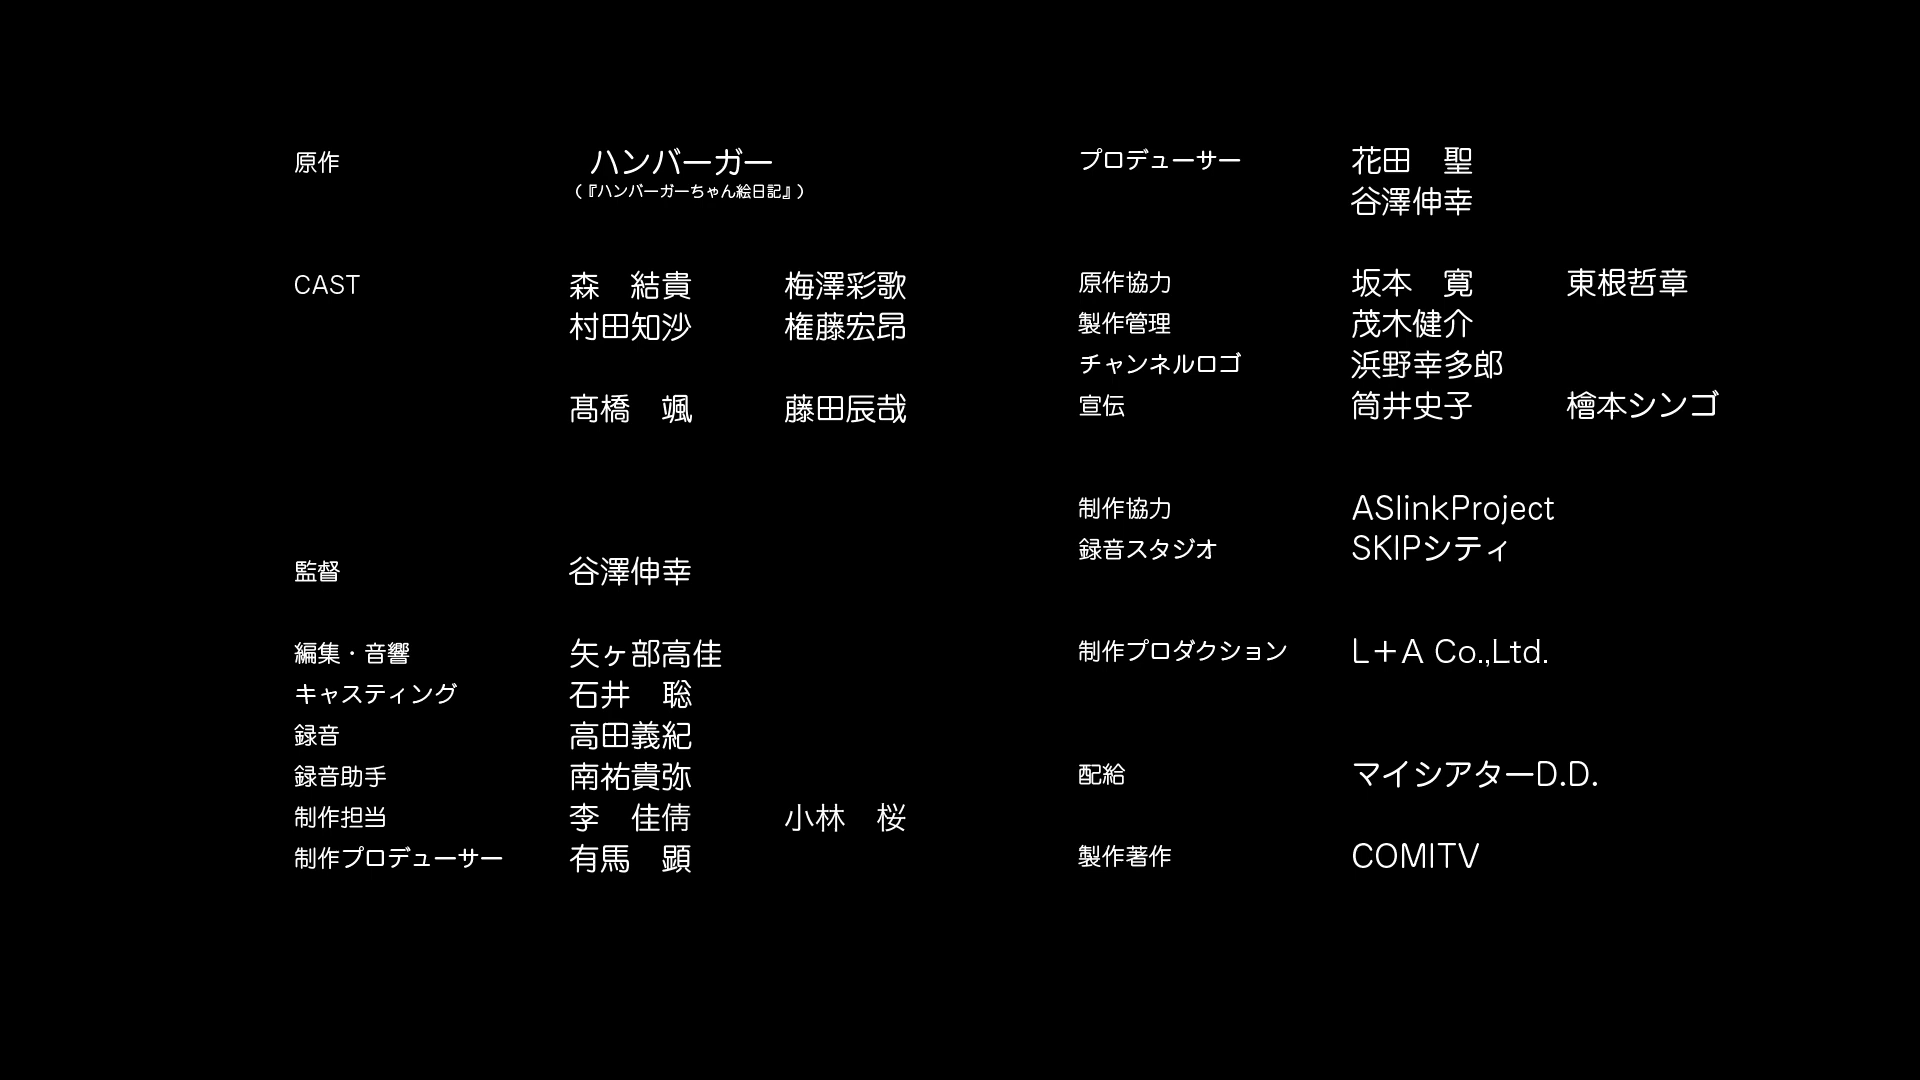 原作 ハンバーガー
（『ハンバーガーちゃん絵日記』）
CAST 森　結貴 梅澤彩歌
村田知沙 権藤宏昂
髙橋　颯 藤田辰哉
監督 谷澤伸幸
編集・音響 矢ヶ部高佳
キャスティング 石井　聡
録音 高田義紀
録音助手 南祐貴弥
制作担当 李　佳倩 小林　桜
制作プロデューサー 有馬　顕
プロデューサー 花田　聖
谷澤伸幸
原作協力 坂本　寛 東根哲章
製作管理 茂木健介
チャンネルロゴ 浜野幸多郎
宣伝 筒井史子 檜本シンゴ
制作協力 ASlinkProject
録音スタジオ SKIPシティ
制作プロダクション L＋A Co.,Ltd.
配給 マイシアターD.D.
製作著作 COMITV